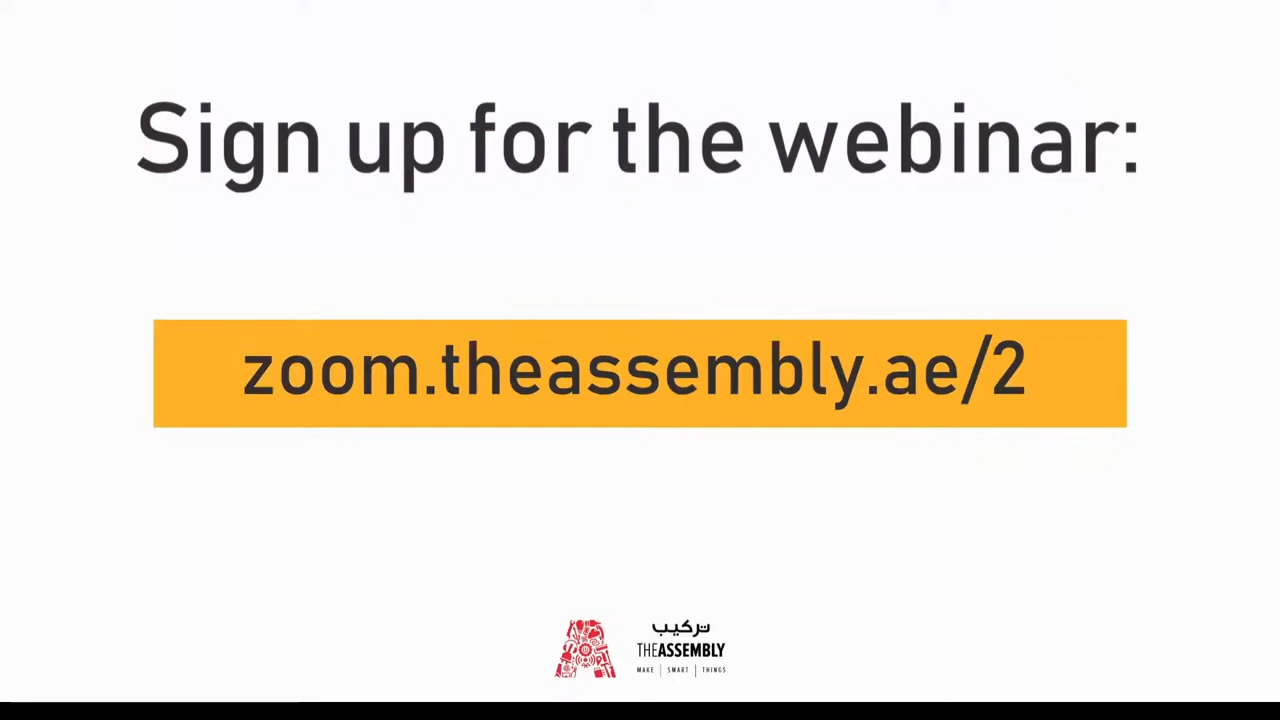 Sign up for the webinar:
zoom.theassembly.ae/2
تركيب
THEASSEMBLY
MAKE | SMART | THINGS